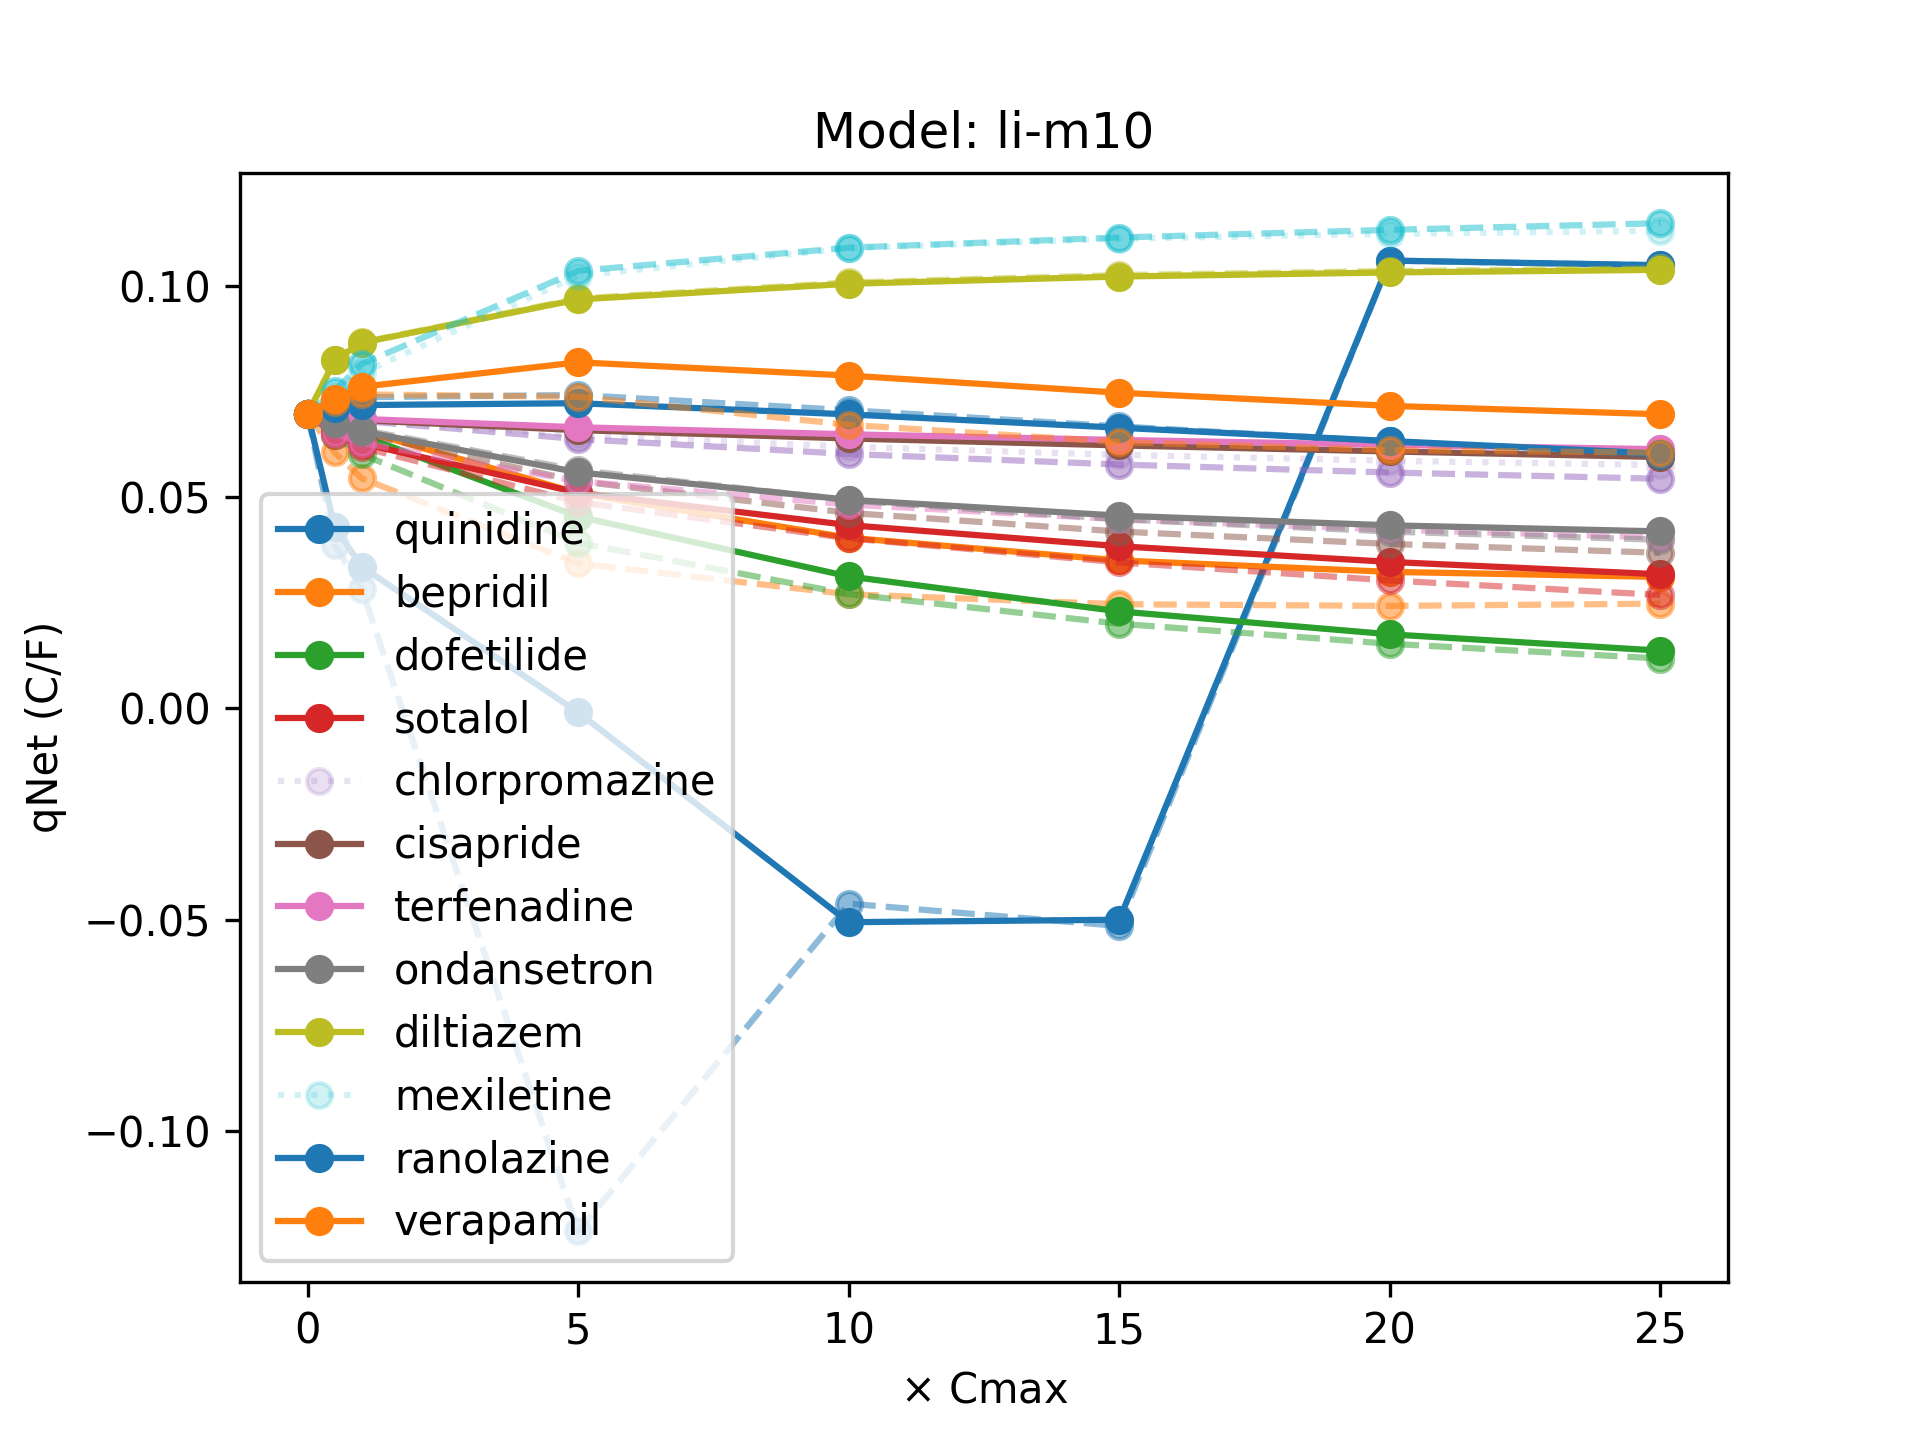 Model: li-m10
qNet (C/F)
0.10
0.05
0.00
−0.05
−0.10
quinidine
bepridil
dofetilide
sotalol
chlorpromazine
cisapride
terfenadine
ondansetron
diltiazem
mexiletine
ranolazine
verapamil
0 5 10 15 20 25
× Cmax